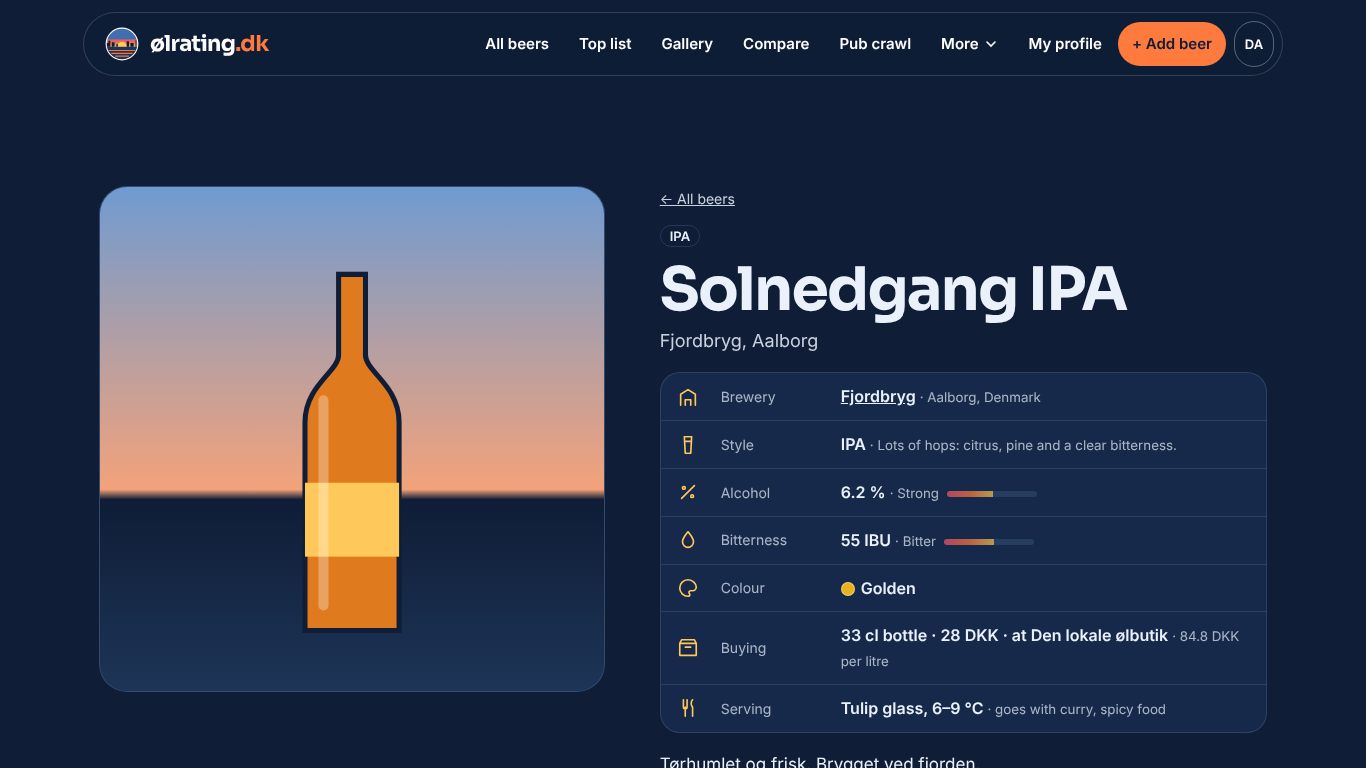 ølrating.dk
All beers
Top list
Gallery
Compare
Pub crawl
More
My profile
+ Add beer
DA
← All beers
IPA
Solnedgang IPA
Fjordbryg, Aalborg
Brewery
Fjordbryg · Aalborg, Denmark
Style
IPA · Lots of hops: citrus, pine and a clear bitterness.
Alcohol
6.2 % · Strong
Bitterness
55 IBU · Bitter
Colour
Golden
Buying
33 cl bottle · 28 DKK · at Den lokale ølbutik · 84.8 DKK
per litre
Serving
Tulip glass, 6–9 °C · goes with curry, spicy food
Tørhumlet og frisk. Brygget ved fjorden.